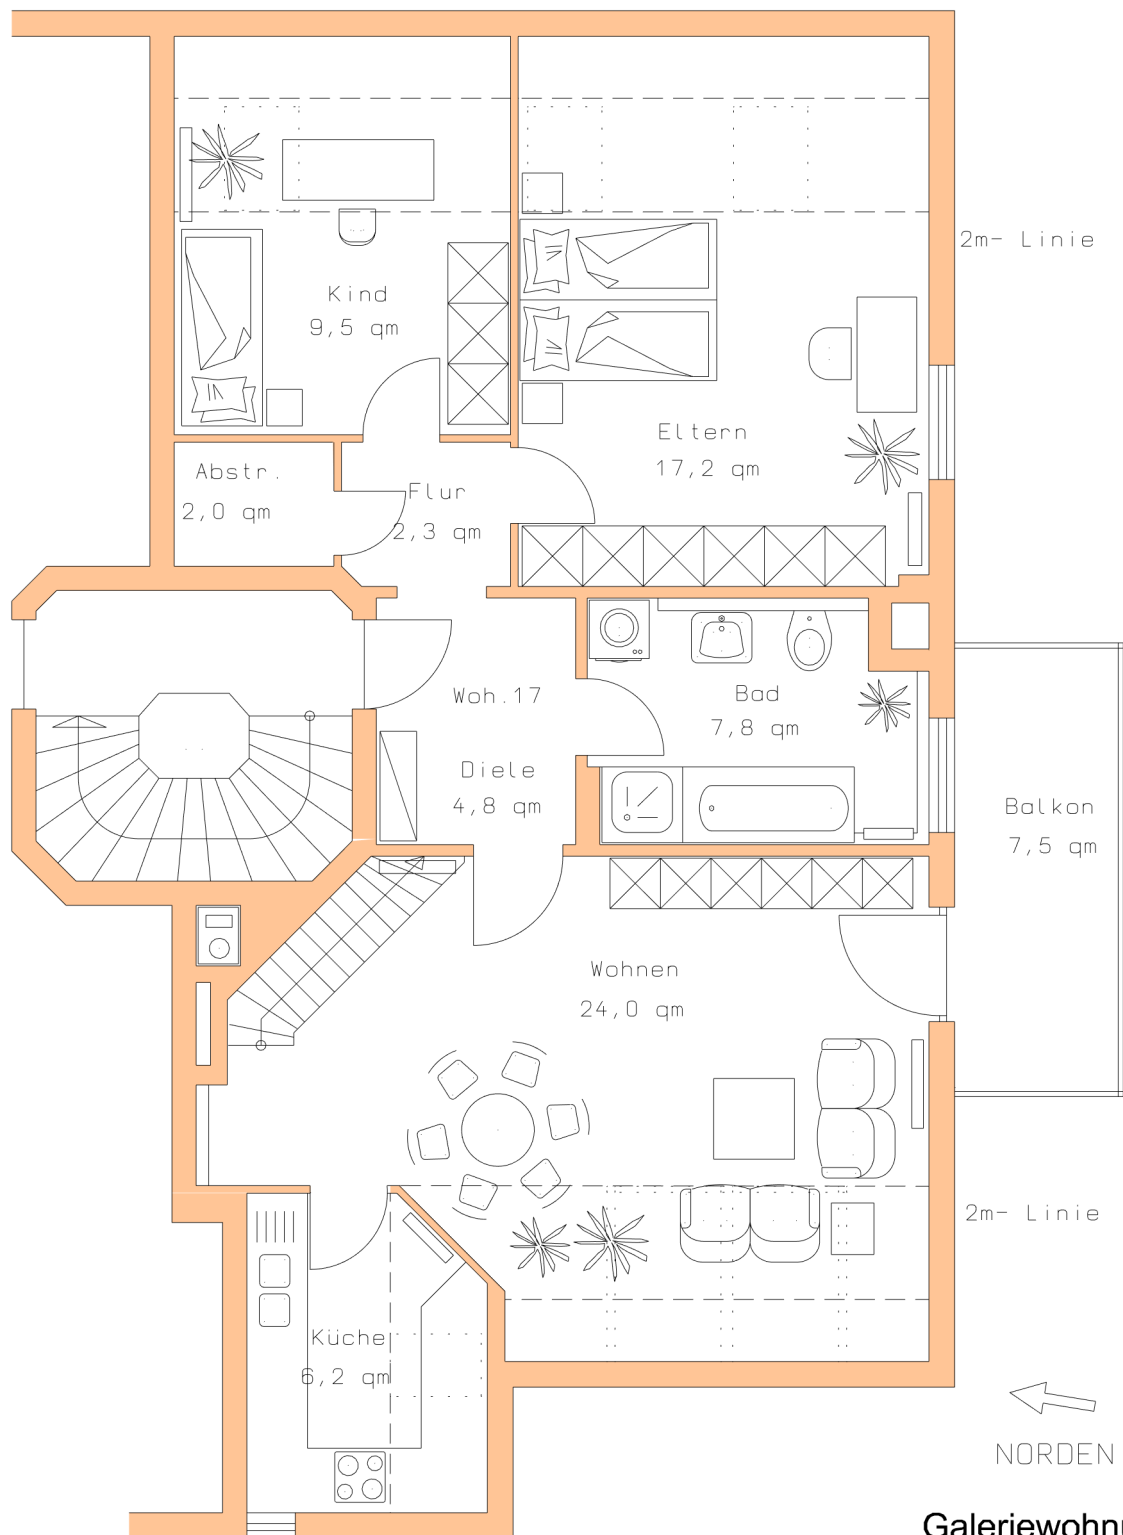 2m- Linie
Kind
9,5 qm
Eltern
17,2 qm
Abstr.
2,0 qm
Flur
2,3 qm
Woh.17
Bad
7,8 qm
Diele
4,8 qm
Balkon
7,5 qm
Wohnen
24,0 qm
2m- Linie
Küche
6,2 qm
NORDEN